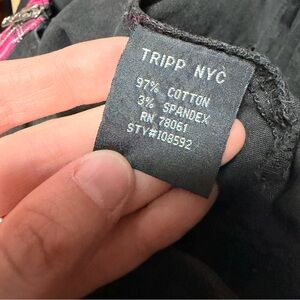 TRIPP NYC
97% COTTON
3% SPANDEX
RN 78061
STY#108592